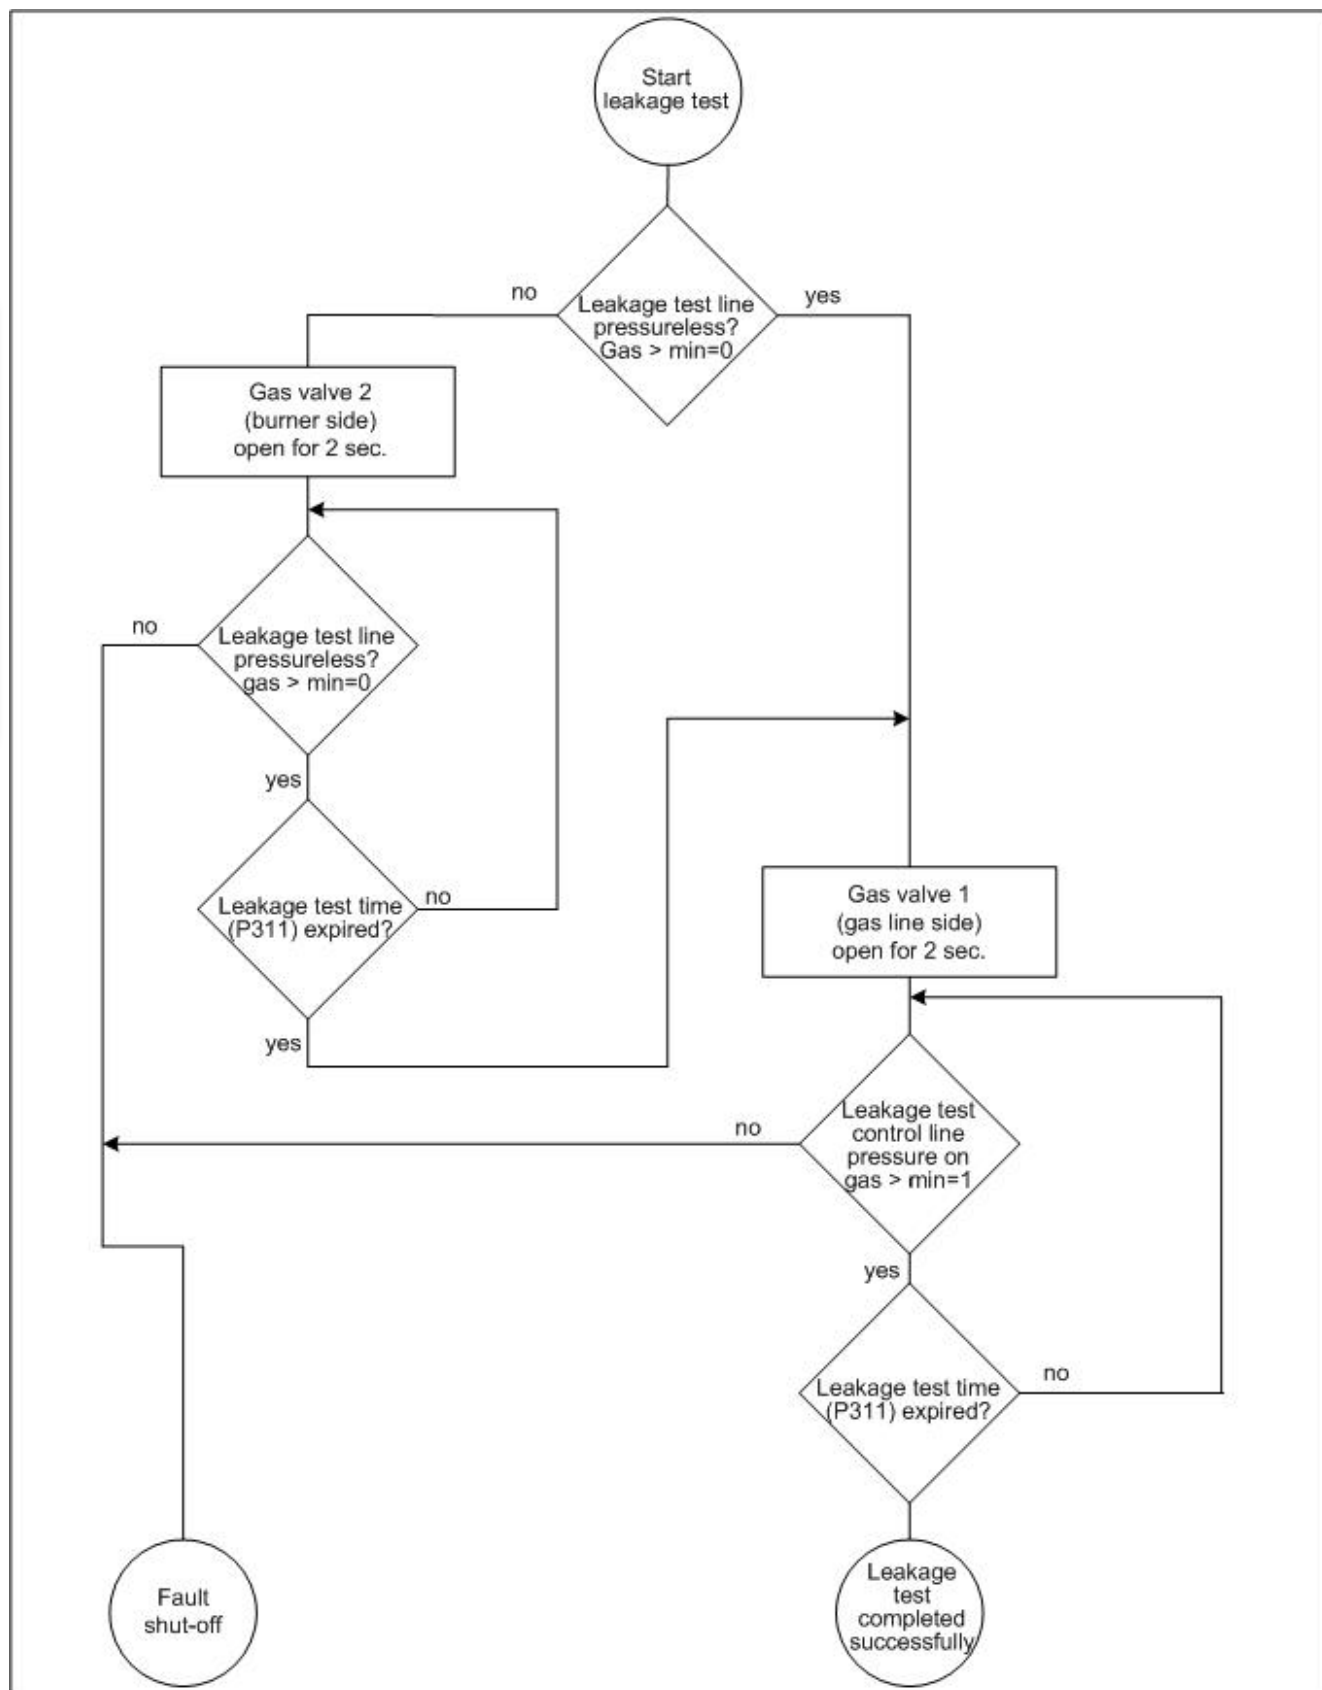 Start
leakage test
no
yes
Leakage test line
pressureless?
Gas > min=0
Gas valve 2
(burner side)
open for 2 sec.
no
Leakage test line
pressureless?
gas > min=0
yes
Leakage test time
(P311) expired?
no
yes
Gas valve 1
(gas line side)
open for 2 sec.
no
Leakage test
control line
pressure on
gas > min=1
yes
Leakage test time
(P311) expired?
no
Fault
shut-off
Leakage
test
completed
successfully